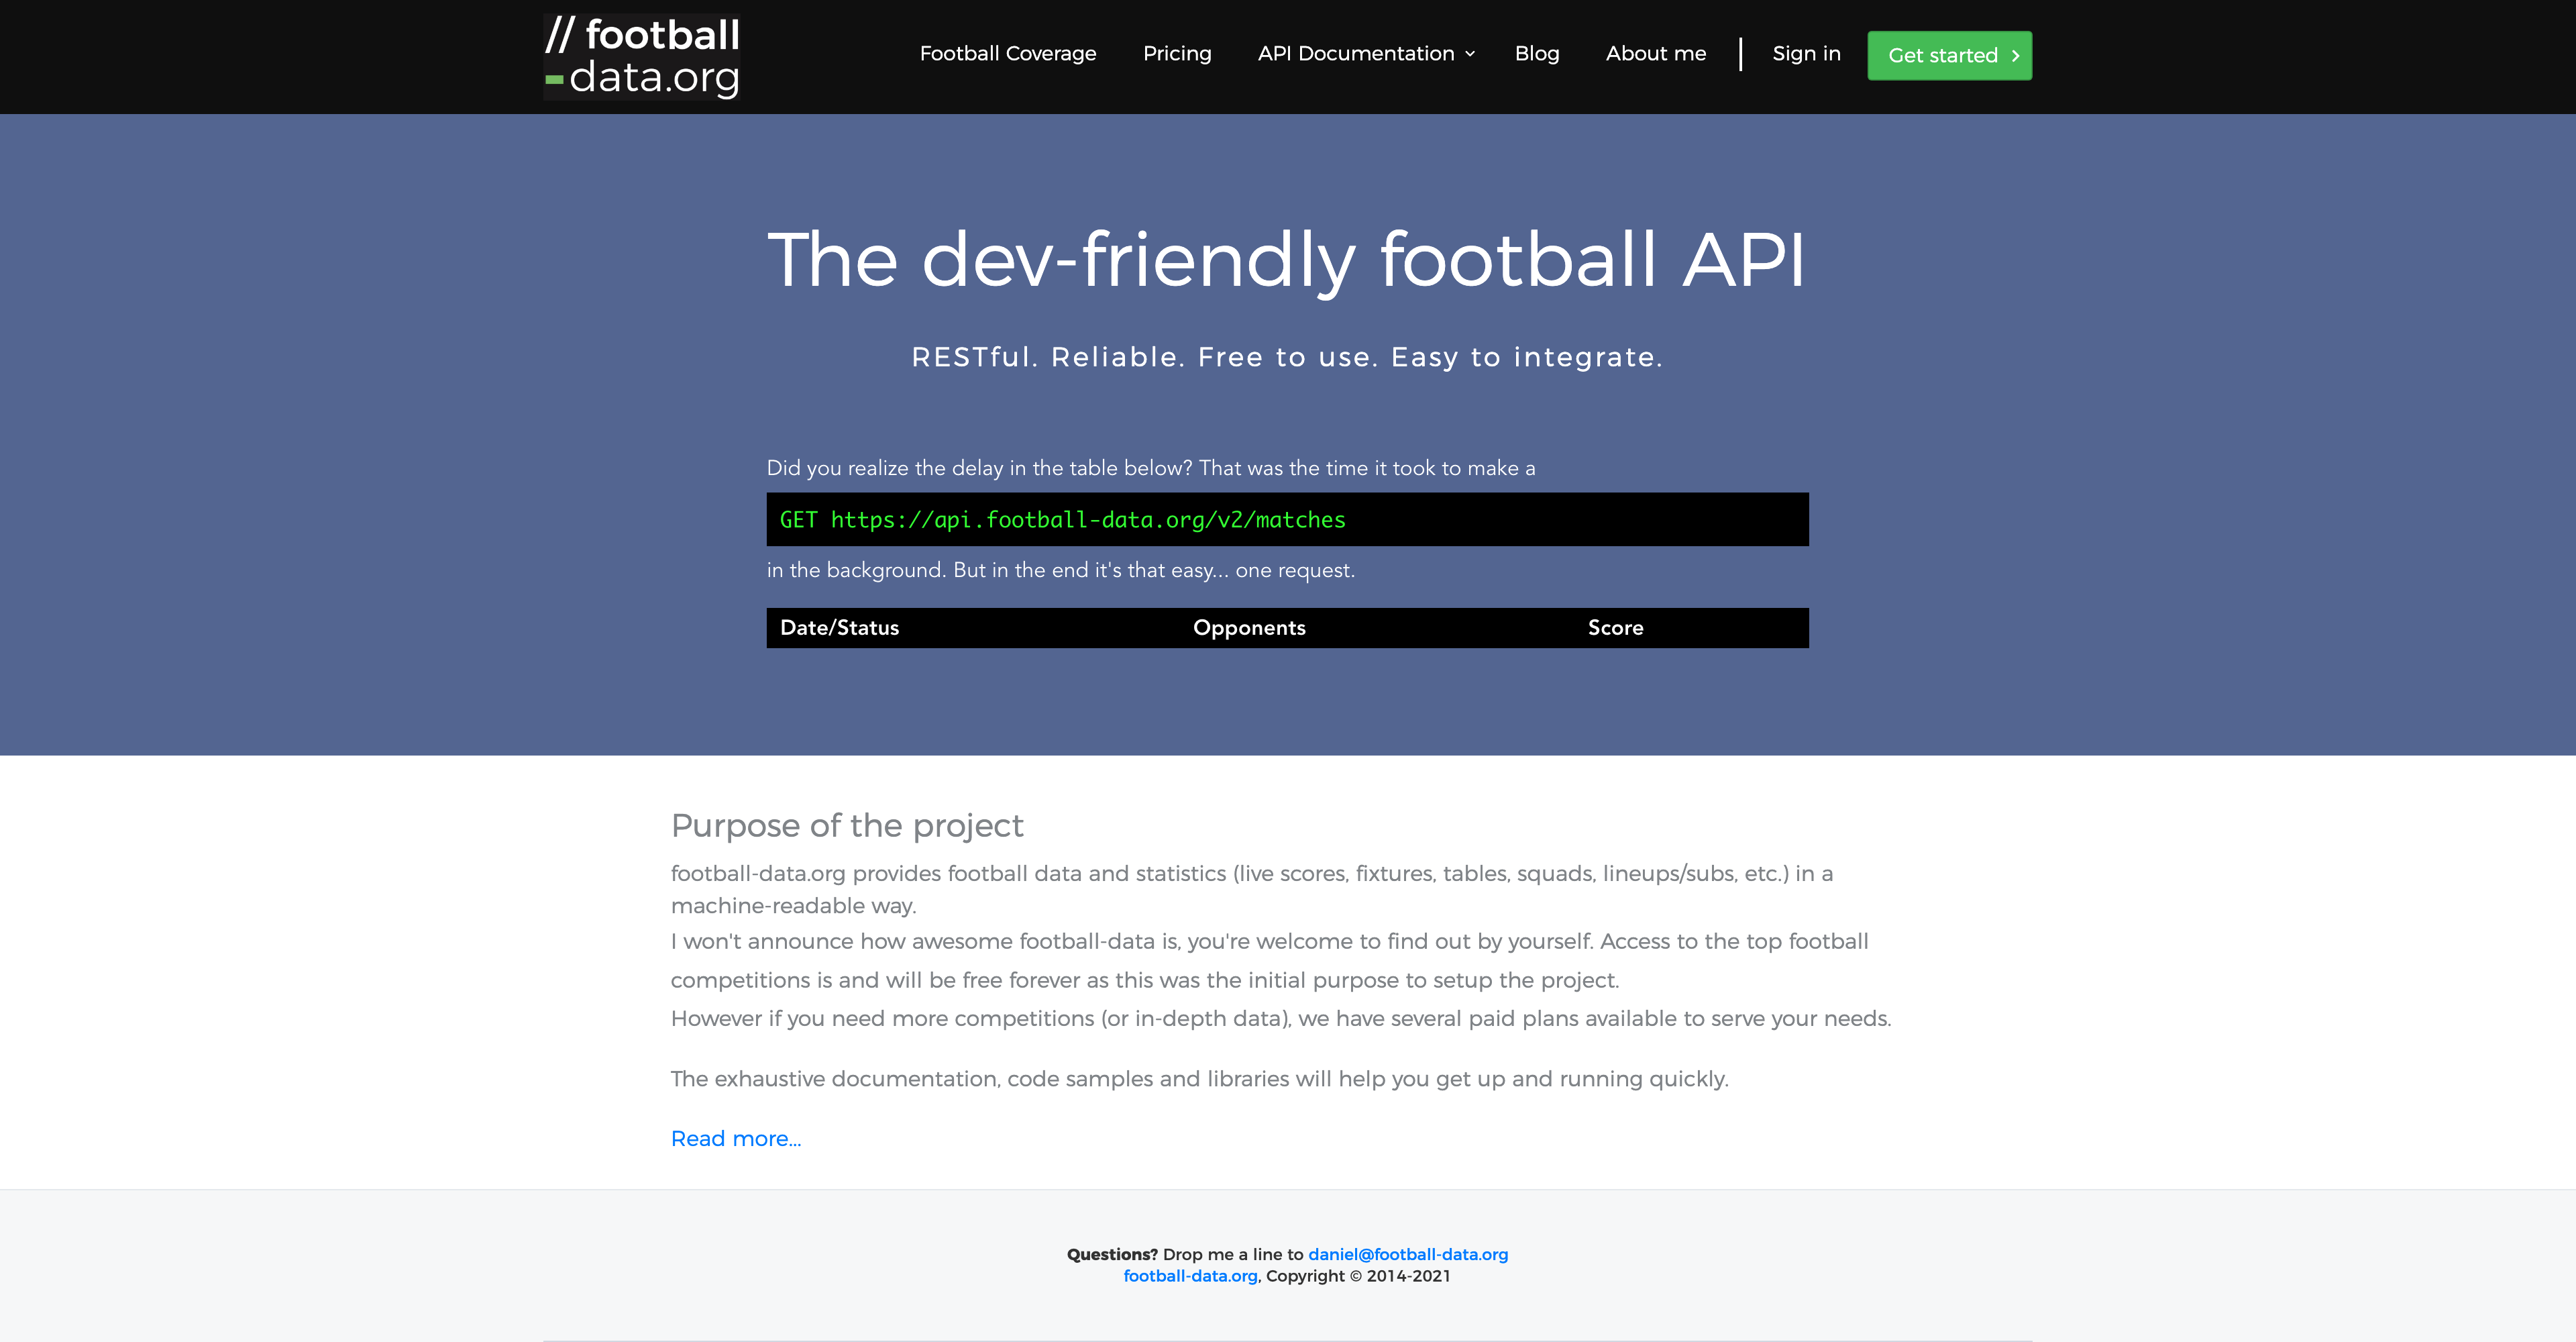 // football
-data.org
Football Coverage Pricing API Documentation Blog About me Sign in Get started
The dev-friendly football API
RESTful. Reliable. Free to use. Easy to integrate.
Did you realize the delay in the table below? That was the time it took to make a
GET https://api.football-data.org/v2/matches
in the background. But in the end it's that easy... one request.
Date/Status Opponents Score
Purpose of the project
football-data.org provides football data and statistics (live scores, fixtures, tables, squads, lineups/subs, etc.) in a
machine-readable way.
I won't announce how awesome football-data is, you're welcome to find out by yourself. Access to the top football
competitions is and will be free forever as this was the initial purpose to setup the project.
However if you need more competitions (or in-depth data), we have several paid plans available to serve your needs.
The exhaustive documentation, code samples and libraries will help you get up and running quickly.
Read more...
Questions? Drop me a line to daniel@football-data.org
football-data.org, Copyright © 2014-2021